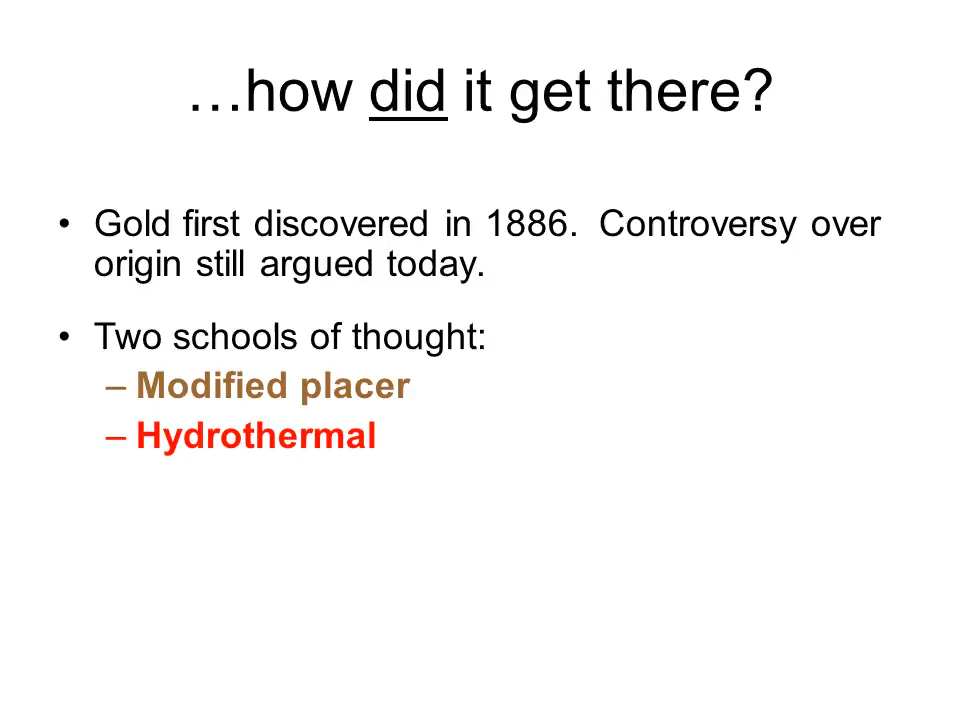 …how did it get there?
• Gold first discovered in 1886. Controversy over
origin still argued today.
• Two schools of thought:
– Modified placer
– Hydrothermal